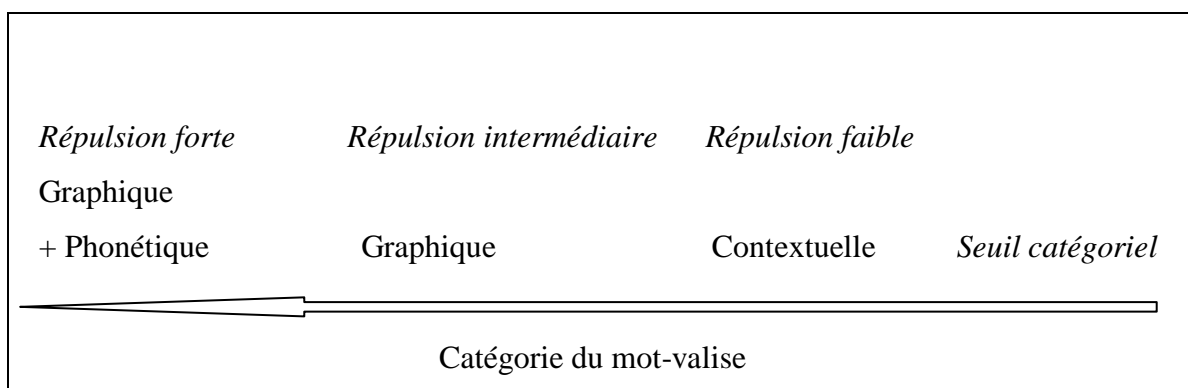 Répulsion forte Répulsion intermédiaire Répulsion faible
Graphique
+ Phonétique Graphique Contextuelle Seuil catégoriel
Catégorie du mot-valise